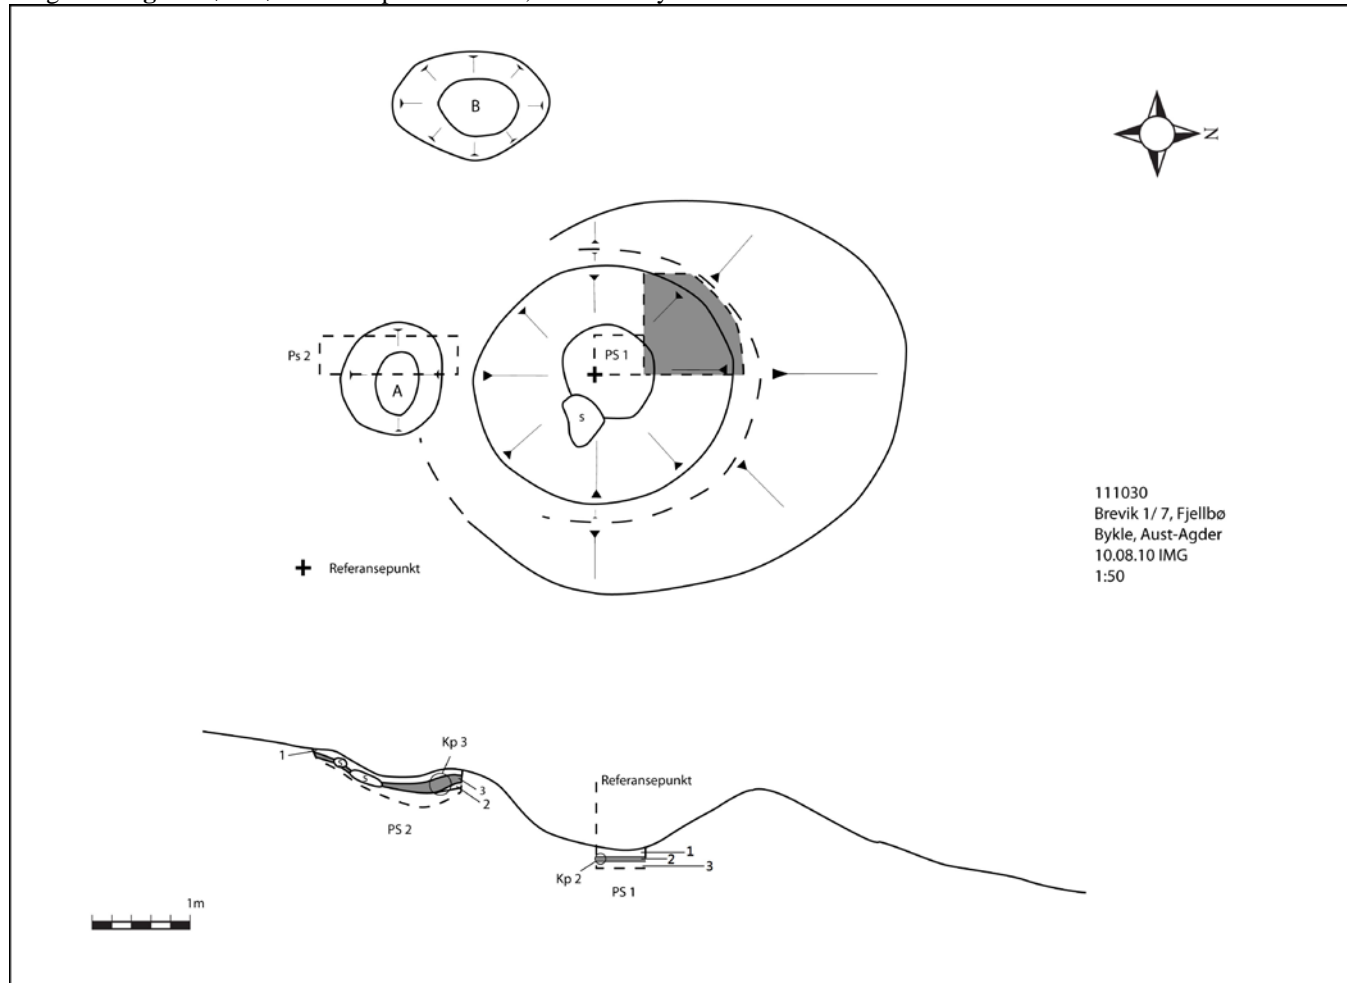 B
N
Ps 2
PS 1
A
S
111030
Brevik 1/ 7, Fjellbø
Bykle, Aust-Agder
10.08.10 IMG
1:50
Referansepunkt
Kp 3
1
S
S
3
2
PS 2
Referansepunkt
1
2
3
Kp 2
PS 1
1m